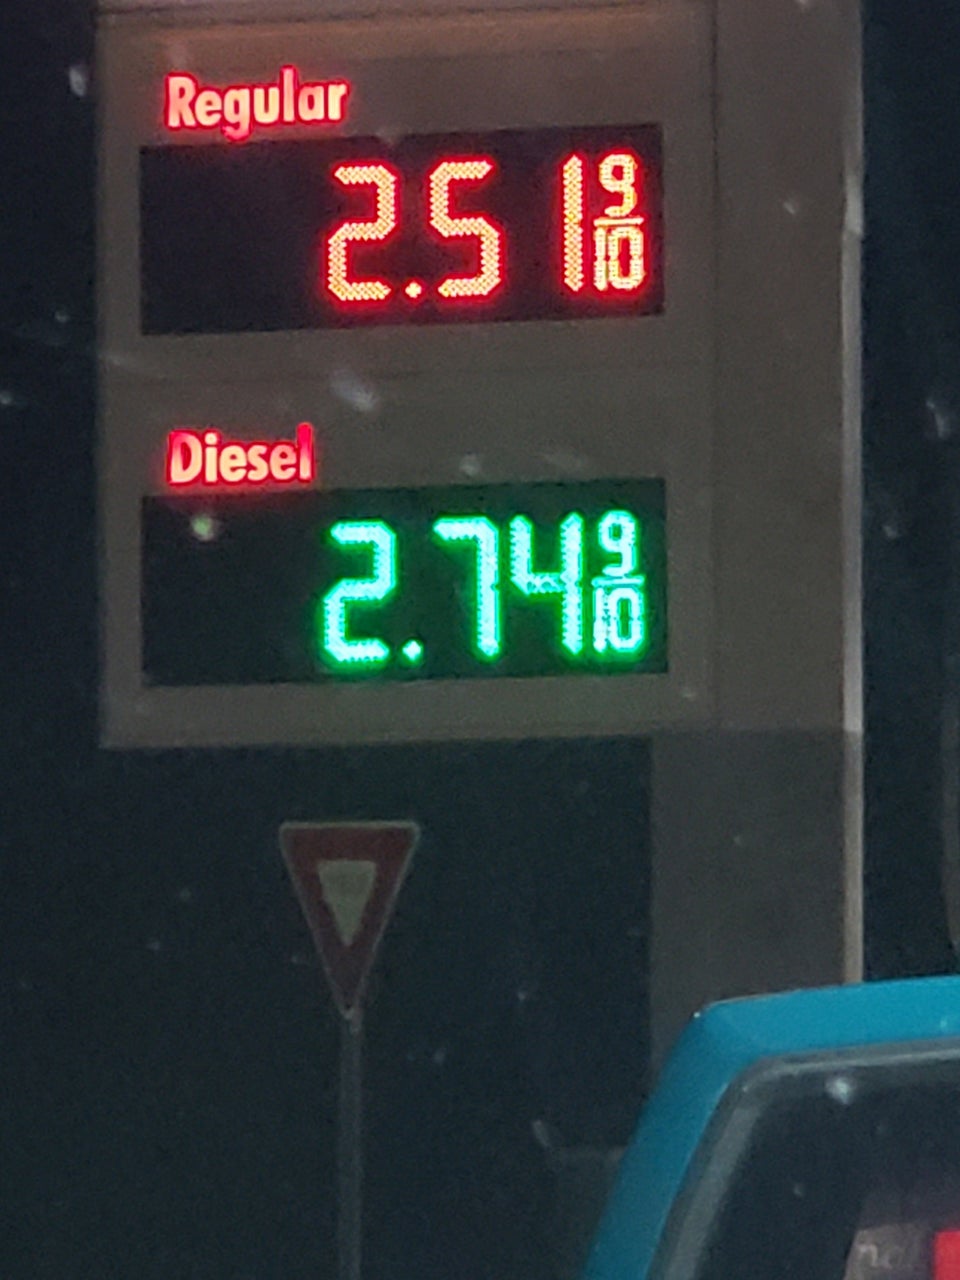 Regular
2.51 9/10
Diesel
2.74 9/10